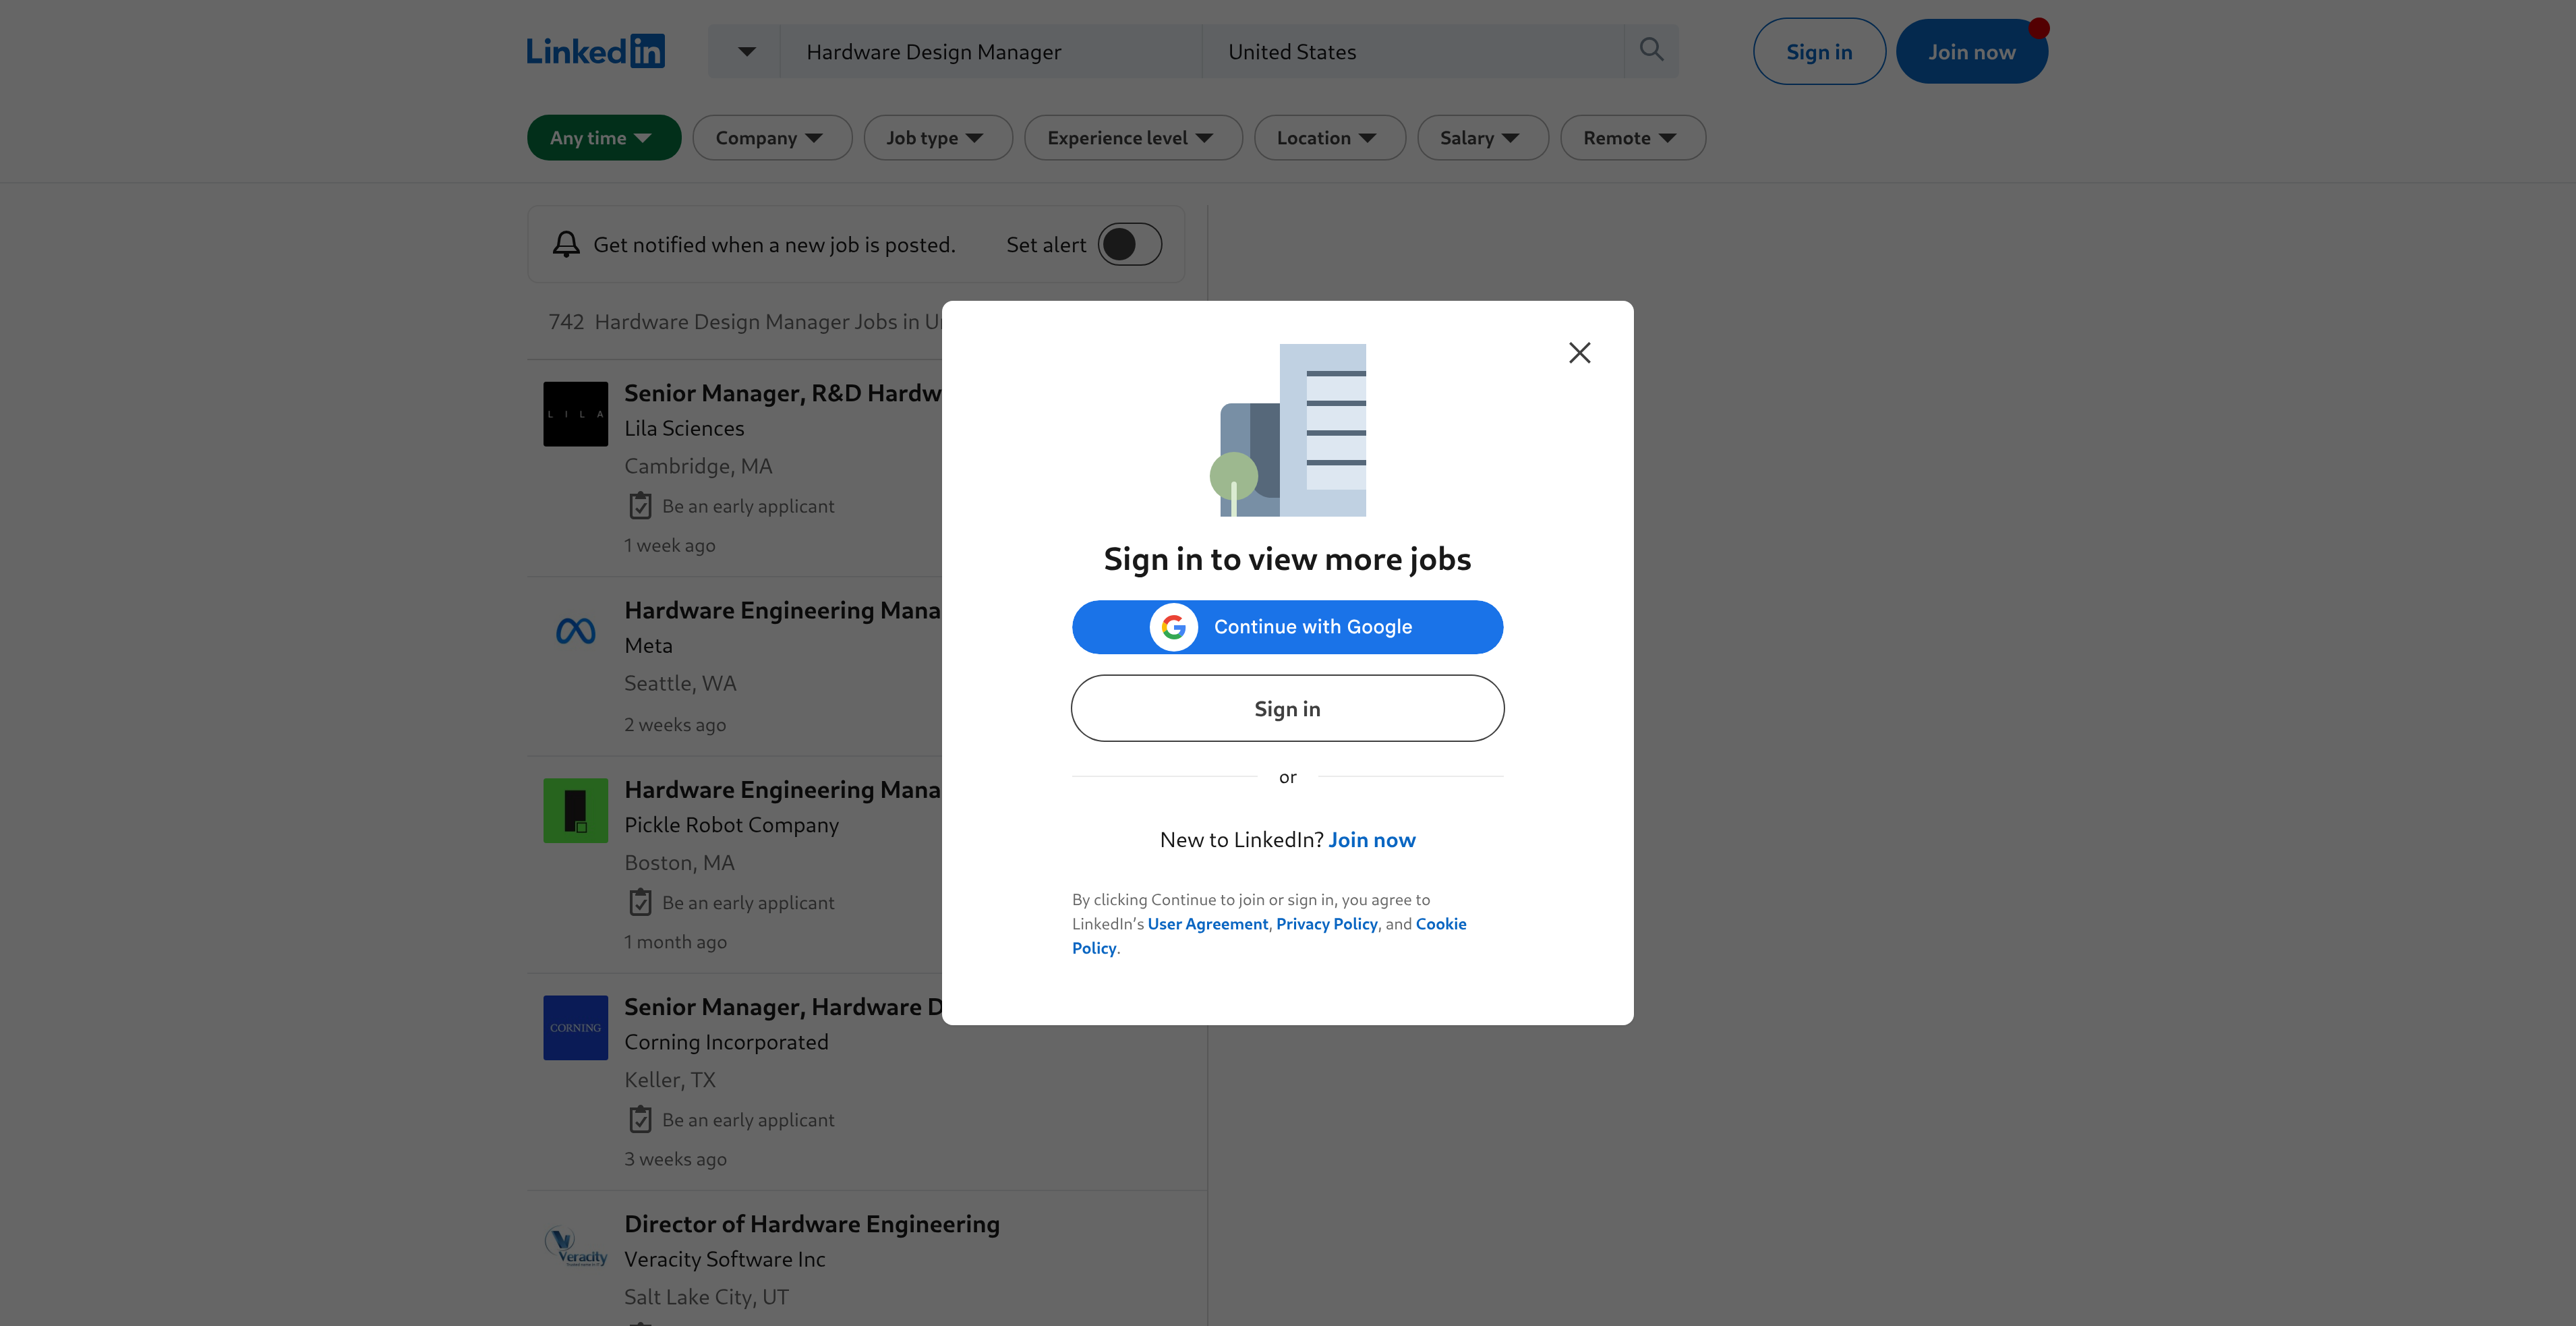 LinkedIn
Hardware Design Manager
United States
Sign in
Join now
Any time
Company
Job type
Experience level
Location
Salary
Remote
Get notified when a new job is posted.
Set alert
742 Hardware Design Manager Jobs in
LILA
Senior Manager, R&D Hardw
Lila Sciences
Cambridge, MA
Be an early applicant
1 week ago
Hardware Engineering Mana
Meta
Seattle, WA
2 weeks ago
Hardware Engineering Mana
Pickle Robot Company
Boston, MA
Be an early applicant
1 month ago
CORNING
Senior Manager, Hardware D
Corning Incorporated
Keller, TX
Be an early applicant
3 weeks ago
Veracity
Director of Hardware Engineering
Veracity Software Inc
Salt Lake City, UT
Sign in to view more jobs
Continue with Google
Sign in
or
New to LinkedIn? Join now
By clicking Continue to join or sign in, you agree to
LinkedIn’s User Agreement, Privacy Policy, and Cookie
Policy.